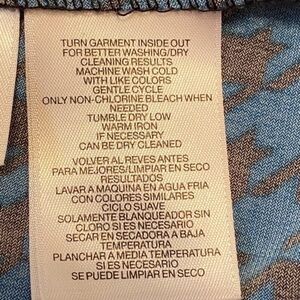 TURN GARMENT INSIDE OUT
FOR BETTER WASHING/DRY
CLEANING RESULTS
MACHINE WASH COLD
WITH LIKE COLORS
GENTLE CYCLE
ONLY NON-CHLORINE BLEACH WHEN
NEEDED
TUMBLE DRY LOW
WARM IRON
IF NECESSARY
CAN BE DRY CLEANED
VOLVER AL REVES ANTES
PARA MEJORES/LIMPIAR EN SECO
RESULTADOS
LAVAR A MAQUINA EN AGUA FRIA
CON COLORES SIMILARES
CICLO SUAVE
SOLAMENTE BLANQUEADOR SIN
CLORO SI ES NECESARIO
SECAR EN SECADORA A BAJA
TEMPERATURA
PLANCHAR A MEDIA TEMPERATURA
SI ES NECESARIO
SE PUEDE LIMPIAR EN SECO